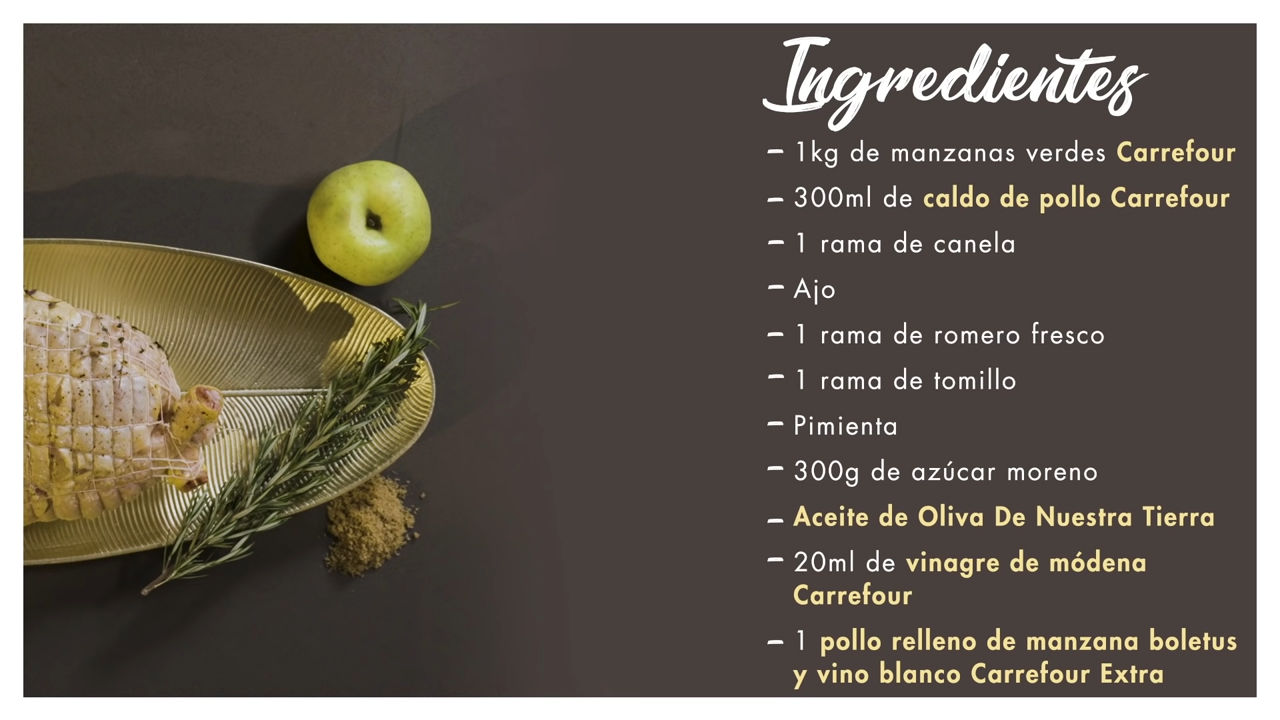 Ingredientes
– 1kg de manzanas verdes Carrefour
– 300ml de caldo de pollo Carrefour
– 1 rama de canela
– Ajo
– 1 rama de romero fresco
– 1 rama de tomillo
– Pimienta
– 300g de azúcar moreno
– Aceite de Oliva De Nuestra Tierra
– 20ml de vinagre de módena
Carrefour
– 1 pollo relleno de manzana boletus
y vino blanco Carrefour Extra